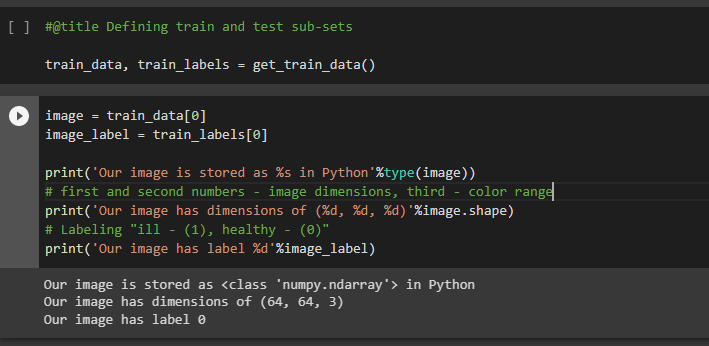 [ ] #@title Defining train and test sub-sets
train_data, train_labels = get_train_data()
image = train_data[0]
image_label = train_labels[0]
print('Our image is stored as %s in Python'%type(image))
# first and second numbers - image dimensions, third - color range
print('Our image has dimensions of (%d, %d, %d)'%image.shape)
# Labeling "ill - (1), healthy - (0)"
print('Our image has label %d'%image_label)
Our image is stored as <class 'numpy.ndarray'> in Python
Our image has dimensions of (64, 64, 3)
Our image has label 0